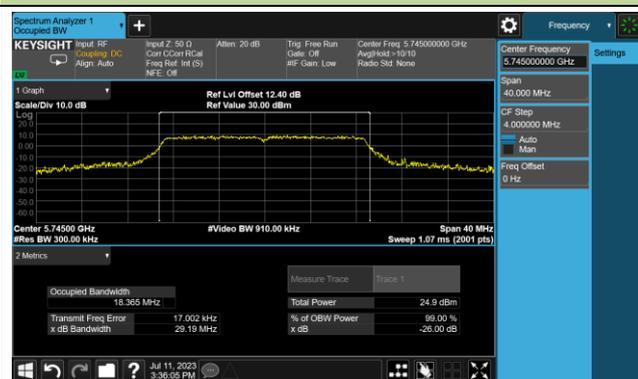 Spectrum Analyzer 1
Occupied BW
Frequency
KEYSIGHT
Input: RF
Coupling: DC
Align: Auto
Input Z: 50 Ω
Corr CCorr RCal
Freq Ref: Int (S)
NFE: Off
Atten: 20 dB
Trig: Free Run
Gate: Off
#IF Gain: Low
Center Freq: 5.745000000 GHz
Avg|Hold:>10/10
Radio Std: None
Center Frequency
5.745000000 GHz
Settings
Span
40.000 MHz
CF Step
4.000000 MHz
Auto
Man
Freq Offset
0 Hz
1 Graph
Scale/Div 10.0 dB
Ref Lvl Offset 12.40 dB
Ref Value 30.00 dBm
Log
20.0
10.0
0.00
-10.0
-20.0
-30.0
-40.0
-50.0
-60.0
Center 5.74500 GHz
#Res BW 300.00 kHz
#Video BW 910.00 kHz
Span 40 MHz
Sweep 1.07 ms (2001 pts)
2 Metrics
Measure Trace
Trace 1
Occupied Bandwidth
18.365 MHz
Total Power
24.9 dBm
Transmit Freq Error
17.002 kHz
% of OBW Power
99.00 %
x dB Bandwidth
29.19 MHz
x dB
-26.00 dB
Jul 11, 2023
3:36:05 PM